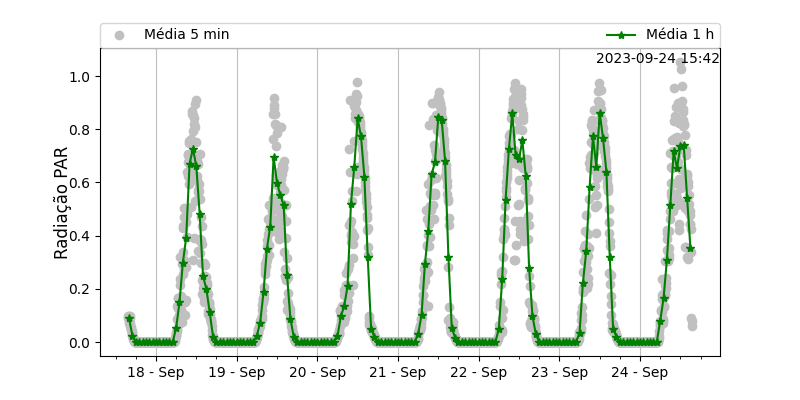 Média 5 min
Média 1 h
2023-09-24 15:42
Radiação PAR
1.0
0.8
0.6
0.4
0.2
0.0
18 - Sep
19 - Sep
20 - Sep
21 - Sep
22 - Sep
23 - Sep
24 - Sep